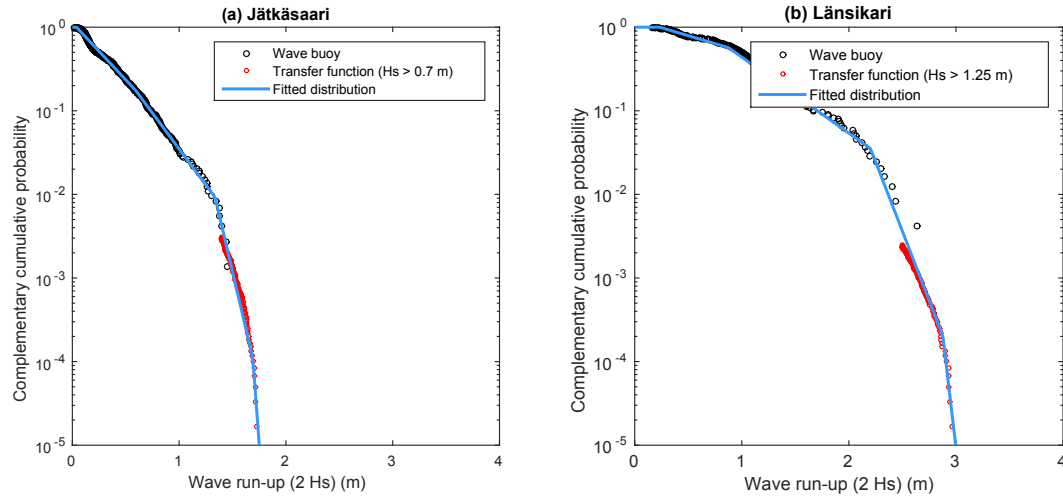 (a) Jätkäsaari
10^0
10^-1
10^-2
10^-3
10^-4
10^-5
Complementary cumulative probability
Wave buoy
Transfer function (Hs > 0.7 m)
Fitted distribution
0 1 2 3 4
Wave run-up (2 Hs) (m)
(b) Länsikari
10^0
10^-1
10^-2
10^-3
10^-4
10^-5
Complementary cumulative probability
Wave buoy
Transfer function (Hs > 1.25 m)
Fitted distribution
0 1 2 3 4
Wave run-up (2 Hs) (m)